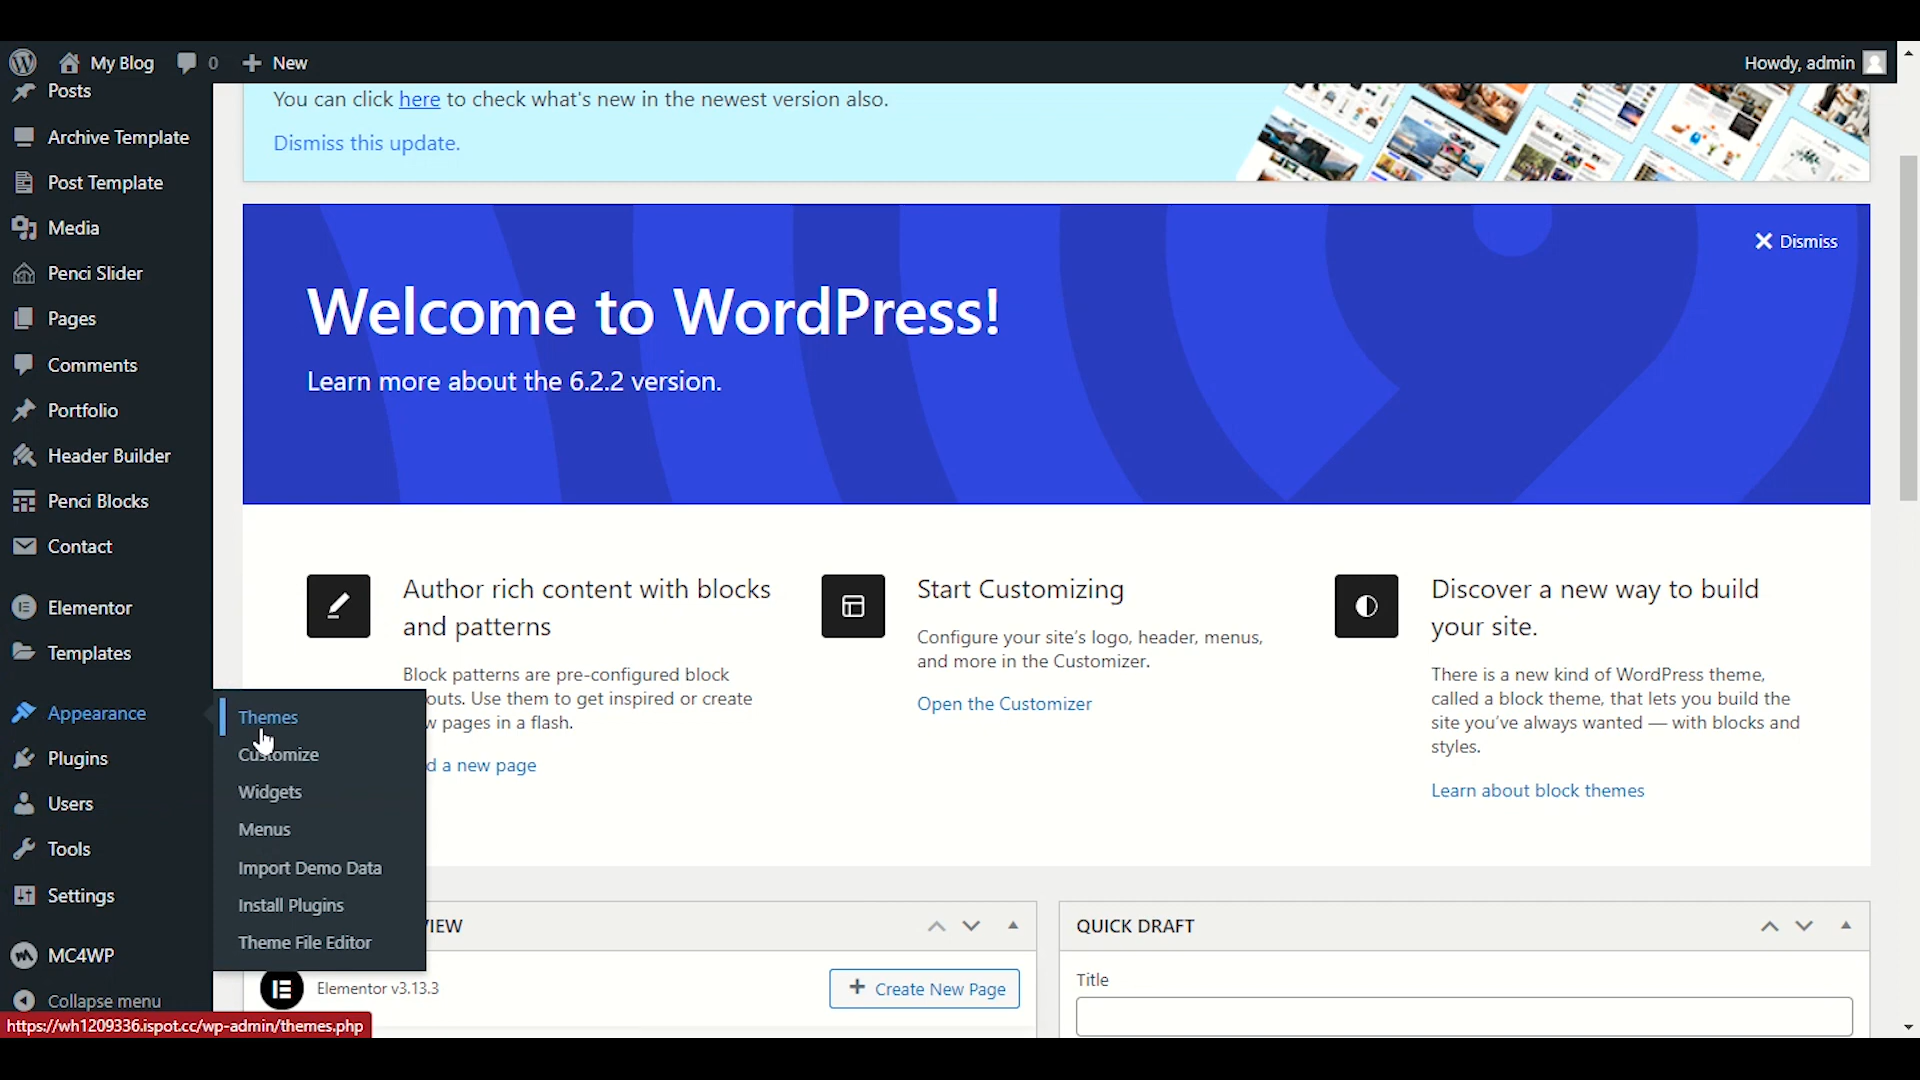 My Blog 0 New Howdy, admin
Posts
Archive Template
Post Template
Media
Penci Slider
Pages
Comments
Portfolio
Header Builder
Penci Blocks
Contact
Elementor
Templates
Appearance
Plugins
Users
Tools
Settings
MC4WP
Collapse menu
Themes
Customize
Widgets
Menus
Import Demo Data
Install Plugins
Theme File Editor
You can click here to check what's new in the newest version also.
Dismiss this update.
Dismiss
Welcome to WordPress!
Learn more about the 6.2.2 version.
Author rich content with blocks
and patterns
Block patterns are pre-configured block
outs. Use them to get inspired or create
w pages in a flash.
d a new page
Start Customizing
Configure your site's logo, header, menus,
and more in the Customizer.
Open the Customizer
Discover a new way to build
your site.
There is a new kind of WordPress theme,
called a block theme, that lets you build the
site you've always wanted — with blocks and
styles.
Learn about block themes
IEW
Elementor v3.13.3
Create New Page
QUICK DRAFT
Title
https://wh1209336.ispot.cc/wp-admin/themes.php